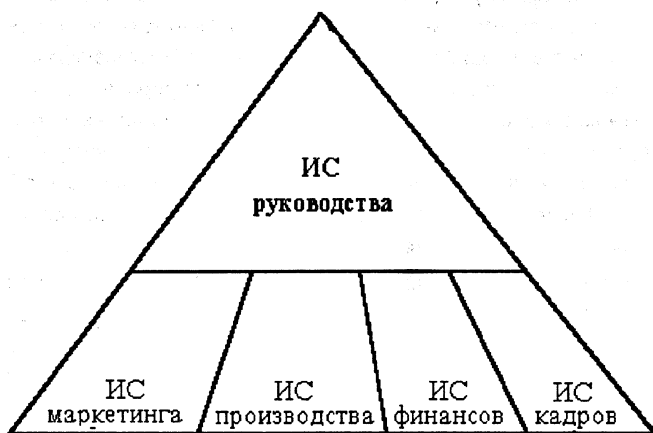 ИС
руководства
ИС
маркетинга
ИС
производства
ИС
финансов
ИС
кадров